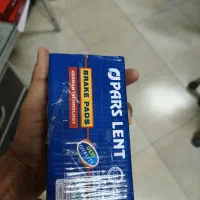 PARS LENT
BRAKE PADS
GERMAN TECHNOLOGY